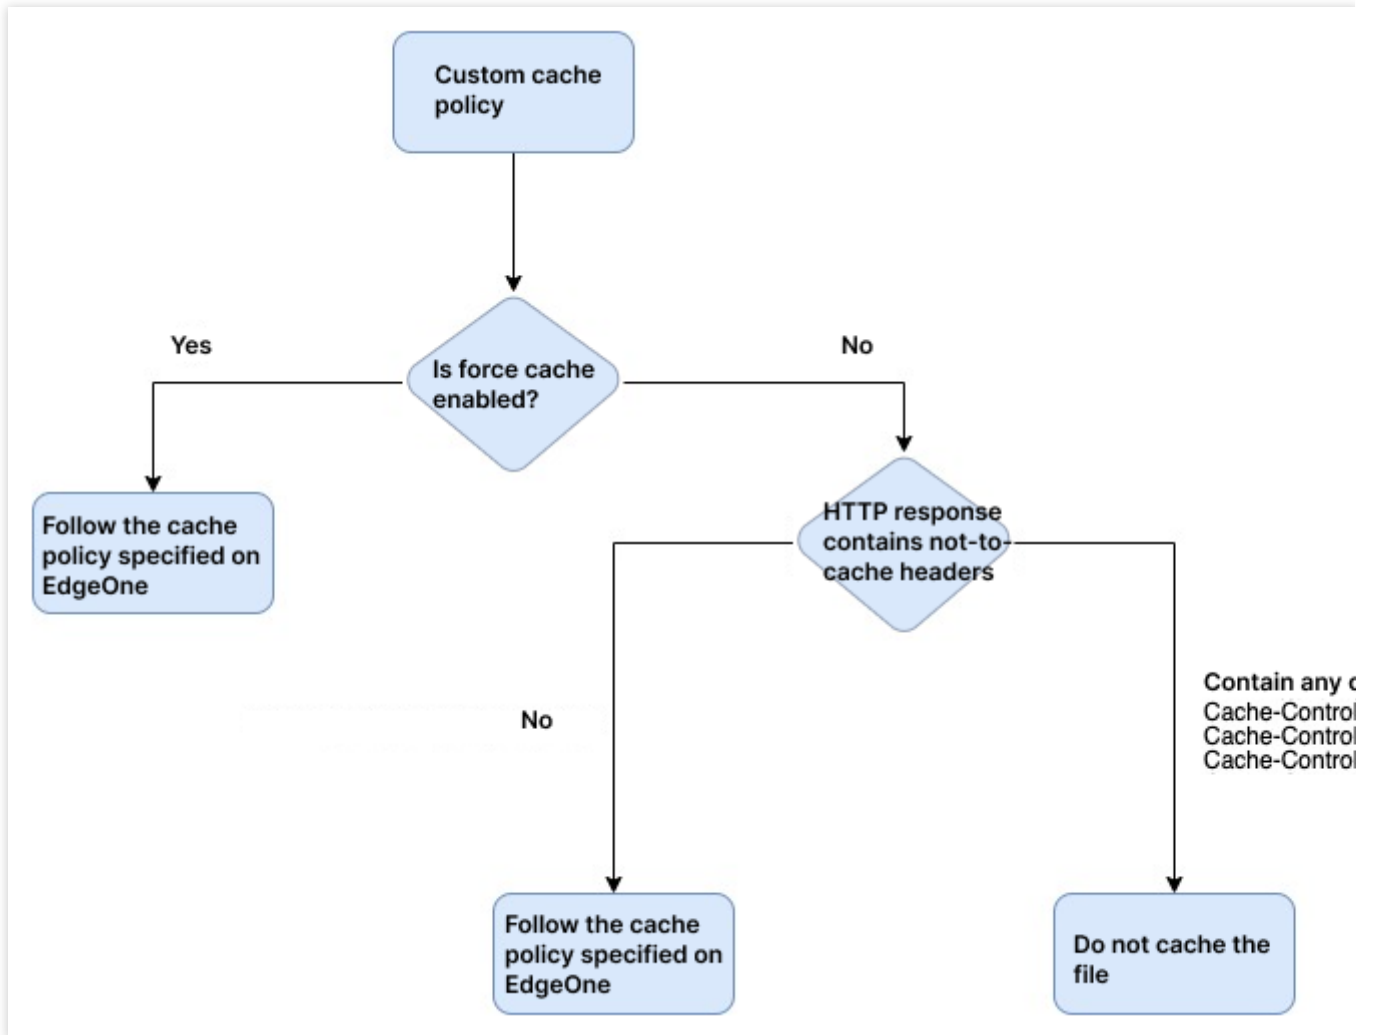 Custom cache
policy
Is force cache
enabled?
Yes
No
Follow the cache
policy specified on
EdgeOne
HTTP response
contains not-to-
cache headers
No
Contain any
Cache-Control
Cache-Control
Cache-Control
Follow the cache
policy specified on
EdgeOne
Do not cache the
file